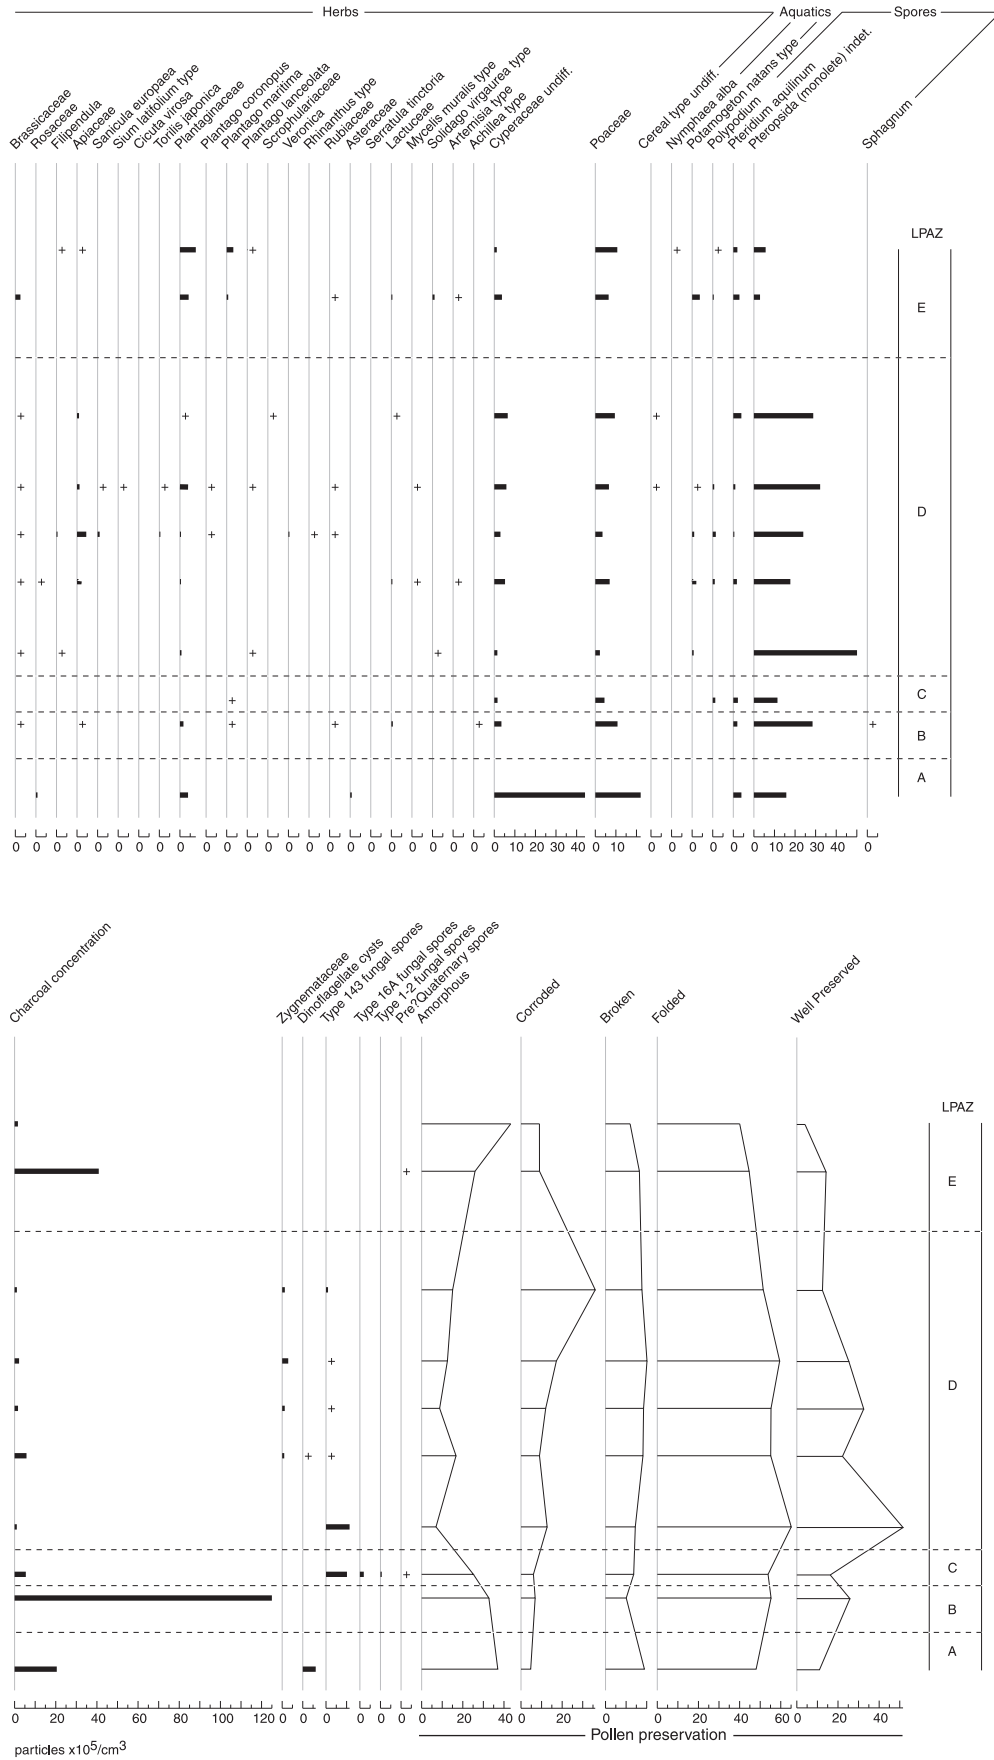 Herbs Aquatics Spores
Brassicaceae
Rosaceae
Filipendula
Apiaceae
Sanicula europaea
Sium latifolium type
Cicuta virosa
Torilis japonica
Plantaginaceae
Plantago coronopus
Plantago maritima
Plantago lanceolata
Scrophulariaceae
Veronica
Rhinanthus type
Rubiaceae
Asteraceae
Serratula tinctoria
Lactuceae
Mycelis muralis type
Solidago virgaurea type
Artemisia type
Achillea type
Cyperaceae undiff.
Poaceae
Cereal type undiff.
Nymphaea alba
Potamogeton natans type
Polypodium
Pteridium aquilinum
Pteropsida (monolete) indet.
Sphagnum
LPAZ
E
D
C
B
A
0 0 0 0 0 0 0 0 0 0 0 0 0 0 0 0 0 0 0 0 0 0 0 0 10 20 30 40 0 10 0 0 0 0 0 0 10 20 30 40 0
Charcoal concentration
Zygnemataceae
Dinoflagellate cysts
Type 143 fungal spores
Type 16A fungal spores
Type 1-2 fungal spores
Pre?Quaternary spores
Amorphous
Corroded
Broken
Folded
Well Preserved
LPAZ
E
D
C
B
A
0 20 40 60 80 100 120 0 0 0 0 0 0 0 20 40 0 20 0 20 0 20 40 60 0 20 40
Pollen preservation
particles x10⁵/cm³